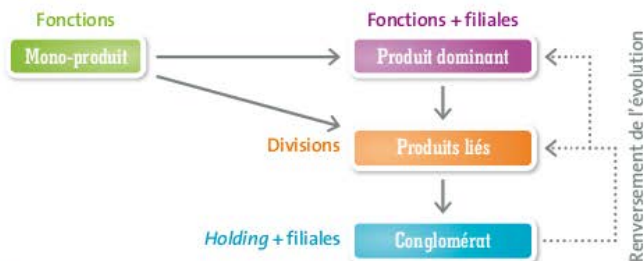 Fonctions
Fonctions + filiales
Mono-produit
Produit dominant
Divisions
Produits liés
Holding + filiales
Conglomérat
Renversement de l'évolution